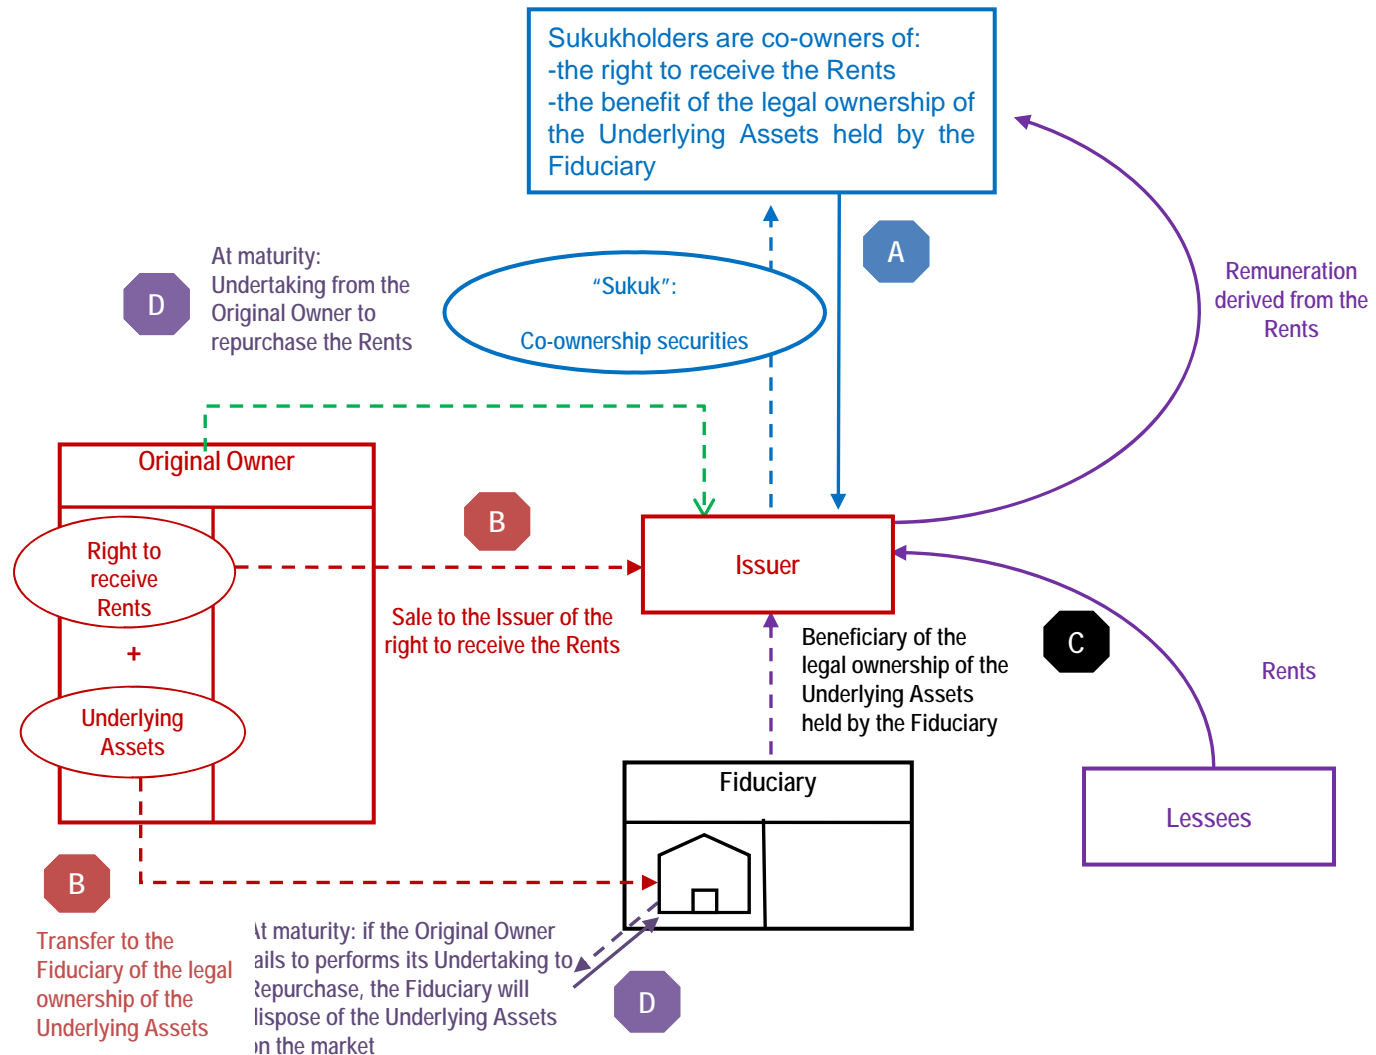 Sukukholders are co-owners of:
-the right to receive the Rents
-the benefit of the legal ownership of
the Underlying Assets held by the
Fiduciary
A
At maturity:
Undertaking from the
Original Owner to
repurchase the Rents
D
“Sukuk”:
Co-ownership securities
Remuneration
derived from the
Rents
Original Owner
Right to
receive
Rents
+
Underlying
Assets
B
Sale to the Issuer of the
right to receive the Rents
Issuer
Beneficiary of the
legal ownership of the
Underlying Assets
held by the Fiduciary
C
Rents
Lessees
Fiduciary
B
Transfer to the
Fiduciary of the legal
ownership of the
Underlying Assets
At maturity: if the Original Owner
ails to performs its Undertaking to
Repurchase, the Fiduciary will
dispose of the Underlying Assets
on the market
D